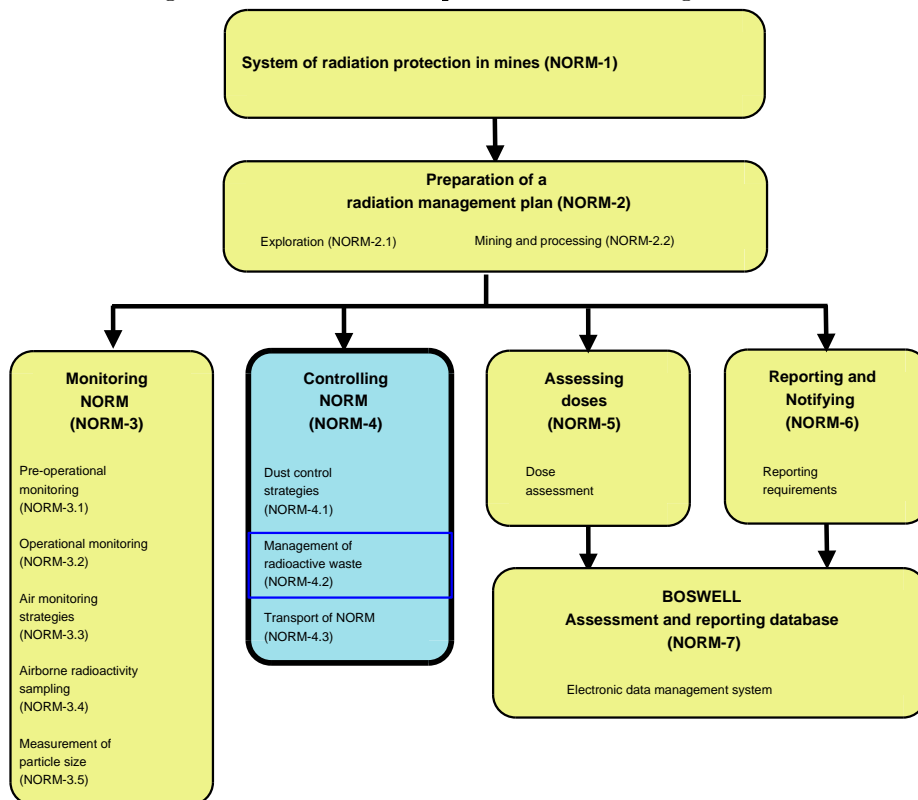 System of radiation protection in mines (NORM-1)
Preparation of a
radiation management plan (NORM-2)
Exploration (NORM-2.1)
Mining and processing (NORM-2.2)
Monitoring
NORM
(NORM-3)
Pre-operational
monitoring
(NORM-3.1)
Operational monitoring
(NORM-3.2)
Air monitoring
strategies
(NORM-3.3)
Airborne radioactivity
sampling
(NORM-3.4)
Measurement of
particle size
(NORM-3.5)
Controlling
NORM
(NORM-4)
Dust control
strategies
(NORM-4.1)
Management of
radioactive waste
(NORM-4.2)
Transport of NORM
(NORM-4.3)
Assessing
doses
(NORM-5)
Dose
assessment
Reporting and
Notifying
(NORM-6)
Reporting
requirements
BOSWELL
Assessment and reporting database
(NORM-7)
Electronic data management system